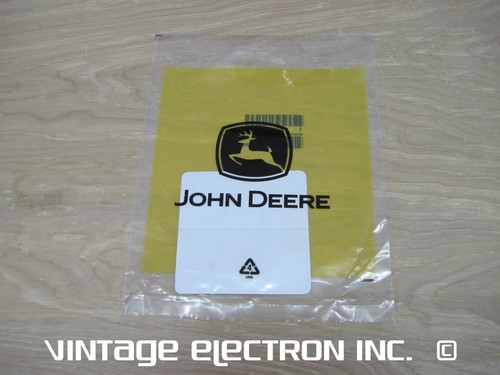 JOHN DEERE
4
VINTAGE ELECTRON INC. ©